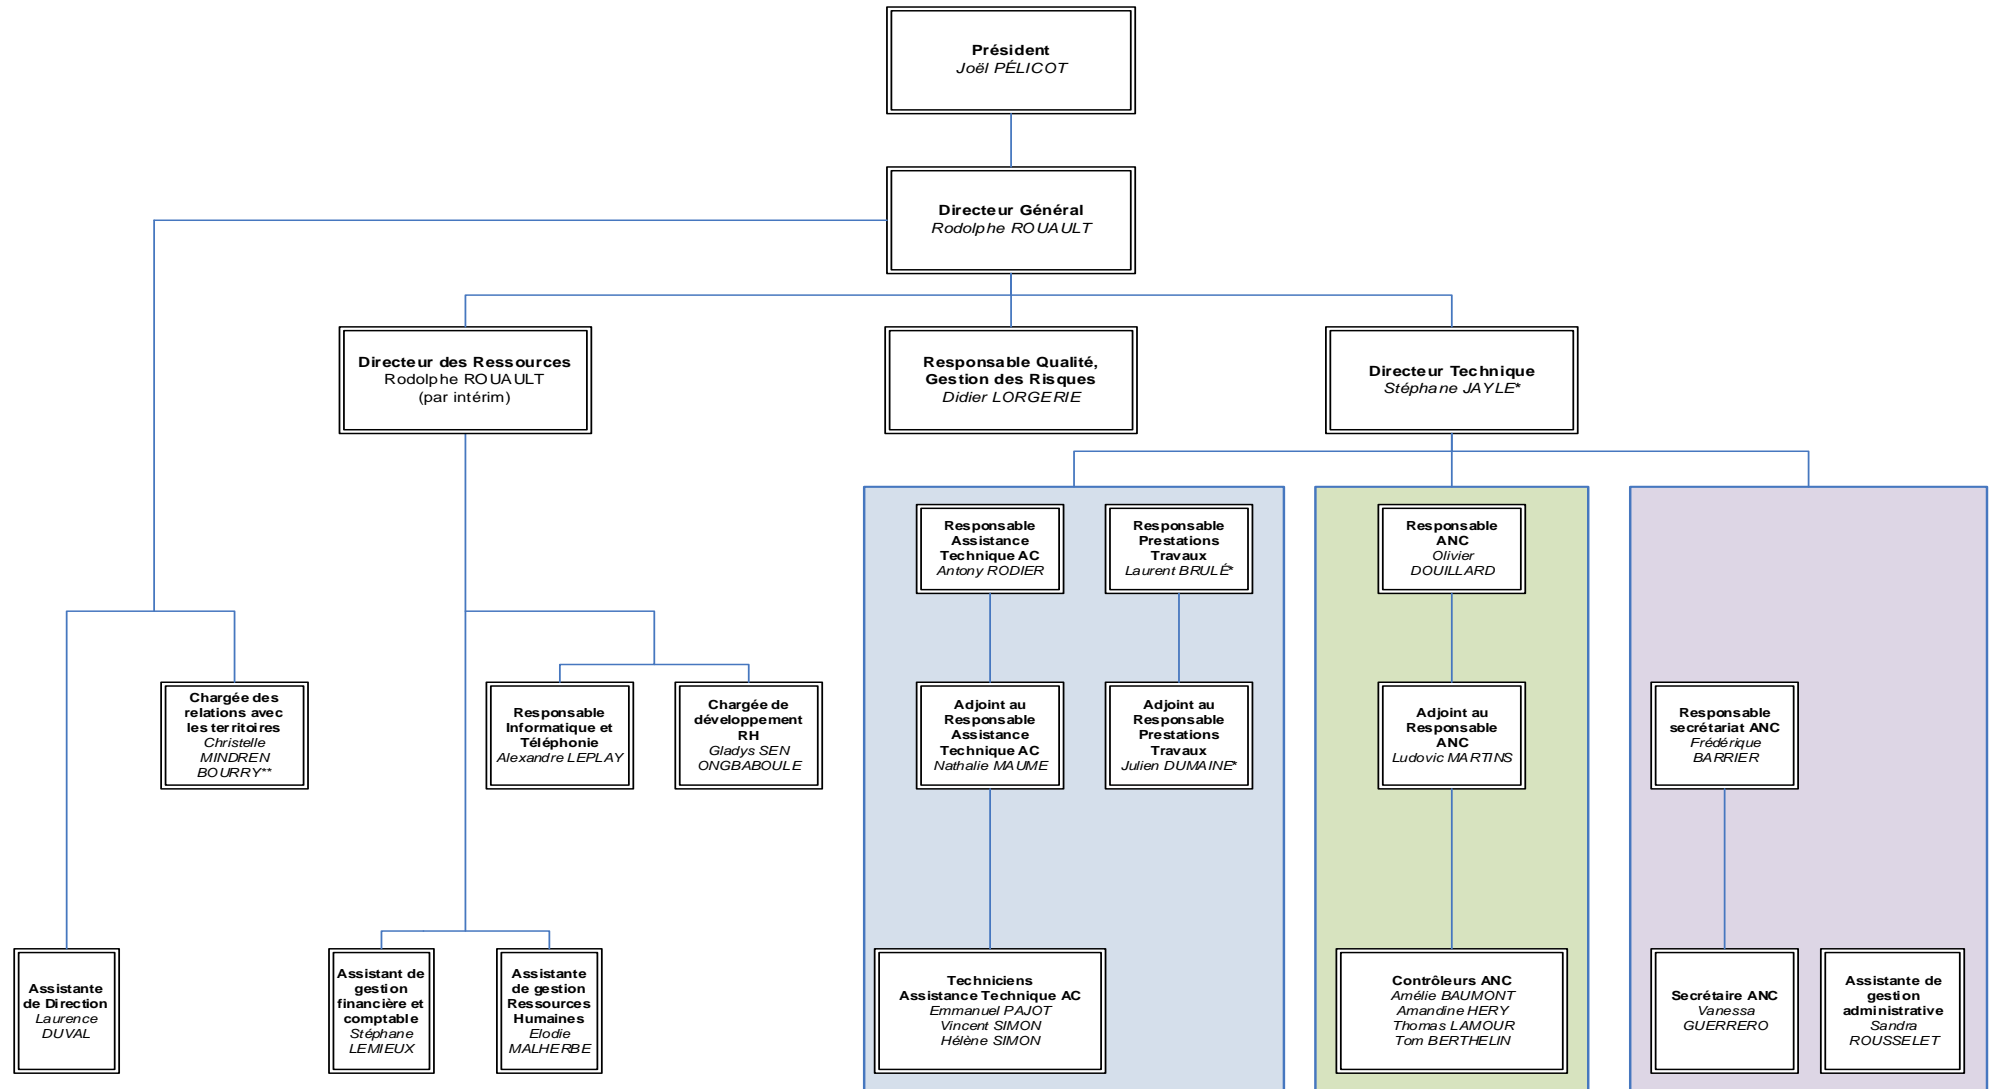 Président
Joël PÉLICOT
Directeur Général
Rodolphe ROUAULT
Directeur des Ressources
Rodolphe ROUAULT
(par intérim)
Responsable Qualité,
Gestion des Risques
Didier LORGERIE
Directeur Technique
Stéphane JAYLE*
Responsable
Assistance
Technique AC
Antony RODIER
Responsable
Prestations
Travaux
Laurent BRULÉ*
Responsable
ANC
Olivier
DOUILLARD
Chargée des
relations avec
les territoires
Christelle
MINDREN
BOURRY**
Responsable
Informatique et
Téléphonie
Alexandre LEPLAY
Chargée de
développement
RH
Gladys SEN
ONGBABOULE
Adjoint au
Responsable
Assistance
Technique AC
Nathalie MAUME
Adjoint au
Responsable
Prestations
Travaux
Julien DUMAINE*
Adjoint au
Responsable
ANC
Ludovic MARTINS
Responsable
secrétariat ANC
Frédérique
BARRIER
Assistante
de Direction
Laurence
DUVAL
Assistant de
gestion
financière et
comptable
Stéphane
LEMIEUX
Assistante
de gestion
Ressources
Humaines
Elodie
MALHERBE
Techniciens
Assistance Technique AC
Emmanuel PAJOT
Vincent SIMON
Hélène SIMON
Contrôleurs ANC
Amélie BAUMONT
Amandine HERY
Thomas LAMOUR
Tom BERTHELIN
Secrétaire ANC
Vanessa
GUERRERO
Assistante de
gestion
administrative
Sandra
ROUSSELET